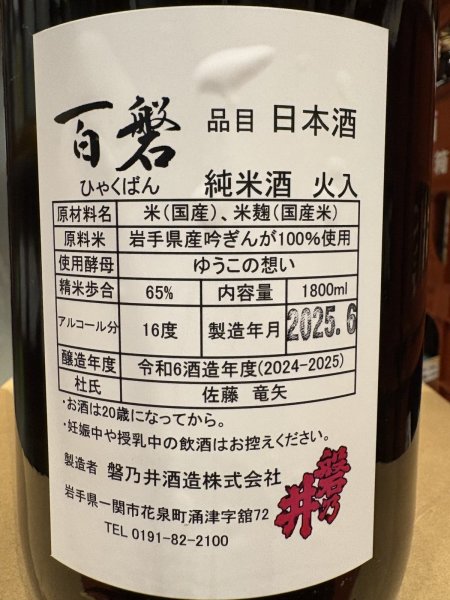 百磐
ひゃくばん
品目 日本酒
純米酒 火入
原材料名 米(国産)、米麹(国産米)
原料米 岩手県産吟ぎんが100%使用
使用酵母 ゆうこの想い
精米歩合 65% 内容量 1800ml
アルコール分 16度 製造年月 2025.6
醸造年度 令和6酒造年度(2024-2025)
杜氏 佐藤 竜矢
・お酒は20歳になってから。
・妊娠中や授乳中の飲酒はお控えください。
製造者 磐乃井酒造株式会社
岩手県一関市花泉町涌津字舘72
TEL 0191-82-2100
磐乃井
箱